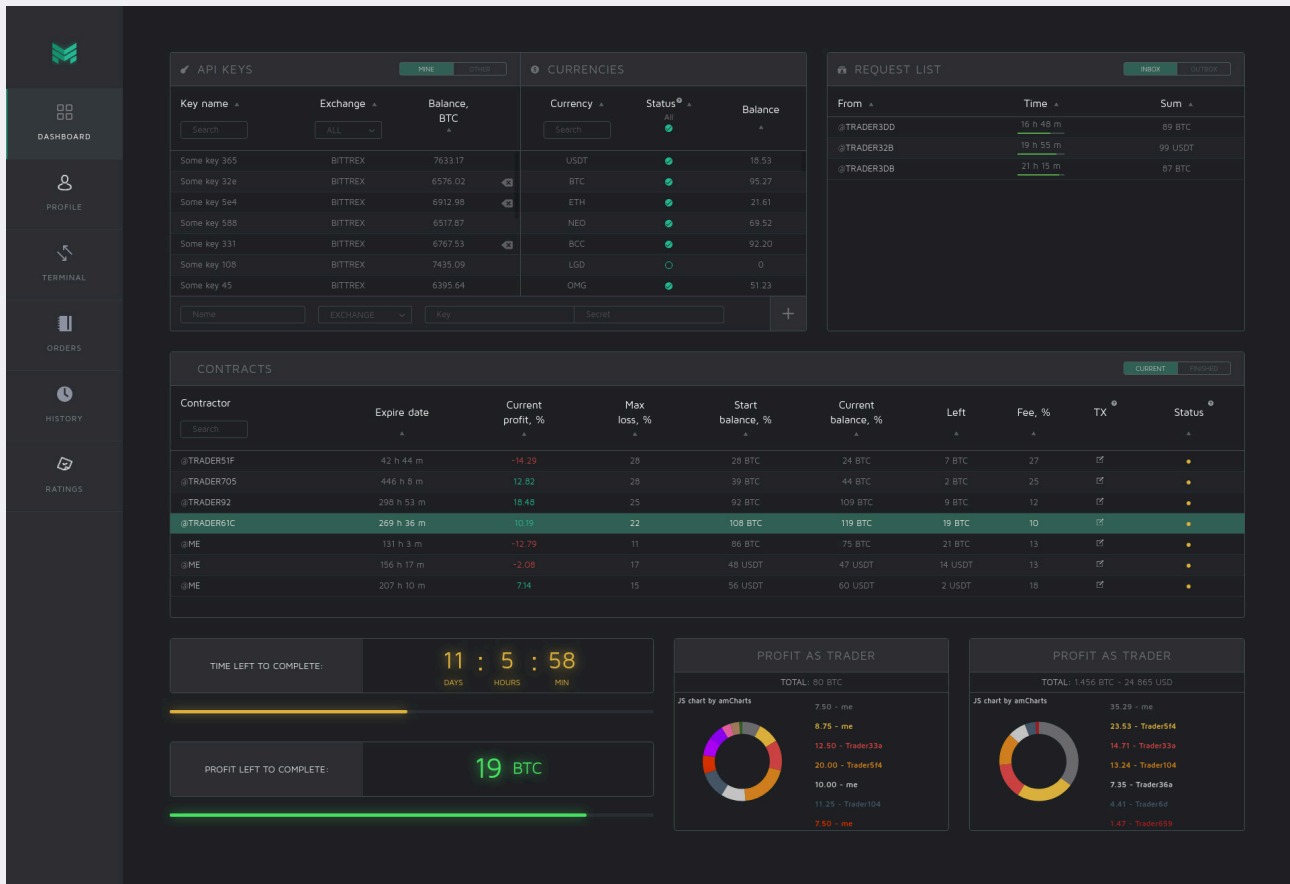 API KEYS MINE OTHER
CURRENCIES
REQUEST LIST INBOX OUTBOX
DASHBOARD
PROFILE
TERMINAL
ORDERS
HISTORY
RATINGS
Key name Exchange Balance, BTC
Search ALL
Some key 365 BITTREX 7633.17
Some key 32e BITTREX 6576.02
Some key 5e4 BITTREX 6912.98
Some key 588 BITTREX 6517.87
Some key 331 BITTREX 6767.53
Some key 108 BITTREX 7435.09
Some key 45 BITTREX 6395.64
Name EXCHANGE Key Secret +
Currency Status Balance
Search All
USDT 18.53
BTC 95.27
ETH 21.61
NEO 69.52
BCC 92.20
LGD 0
OMG 51.23
From Time Sum
@TRADER3DD 16 h 48 m 89 BTC
@TRADER32B 19 h 55 m 99 USDT
@TRADER3DB 21 h 15 m 87 BTC
CONTRACTS CURRENT FINISHED
Contractor Expire date Current profit, % Max loss, % Start balance, % Current balance, % Left Fee, % TX Status
Search
@TRADER51F 42 h 44 m -14.29 28 28 BTC 24 BTC 7 BTC 27
@TRADER705 446 h 8 m 12.82 28 39 BTC 44 BTC 2 BTC 25
@TRADER92 298 h 53 m 18.48 25 92 BTC 109 BTC 9 BTC 12
@TRADER61C 269 h 36 m 10.19 22 108 BTC 119 BTC 19 BTC 10
@ME 131 h 3 m -12.79 11 86 BTC 75 BTC 21 BTC 13
@ME 156 h 17 m -2.08 17 48 USDT 47 USDT 14 USDT 13
@ME 207 h 10 m 7.14 15 56 USDT 60 USDT 2 USDT 18
TIME LEFT TO COMPLETE: 11 : 5 : 58
DAYS HOURS MIN
PROFIT LEFT TO COMPLETE: 19 BTC
PROFIT AS TRADER
TOTAL: 80 BTC
JS chart by amCharts
7.50 - me
8.75 - me
12.50 - Trader33a
20.00 - Trader5f4
10.00 - me
11.25 - Trader104
7.50 - me
PROFIT AS TRADER
TOTAL: 1.456 BTC - 24 865 USD
JS chart by amCharts
35.29 - me
23.53 - Trader5f4
14.71 - Trader33a
13.24 - Trader104
7.35 - Trader36a
4.41 - Trader6d
1.47 - Trader659